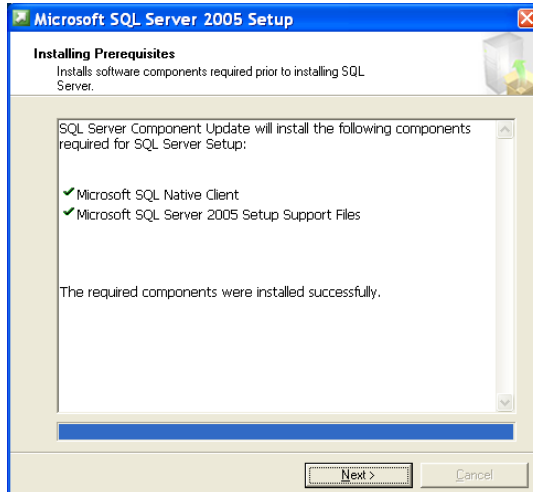 Microsoft SQL Server 2005 Setup
Installing Prerequisites
Installs software components required prior to installing SQL
Server.
SQL Server Component Update will install the following components
required for SQL Server Setup:
Microsoft SQL Native Client
Microsoft SQL Server 2005 Setup Support Files
The required components were installed successfully.
Next >
Cancel